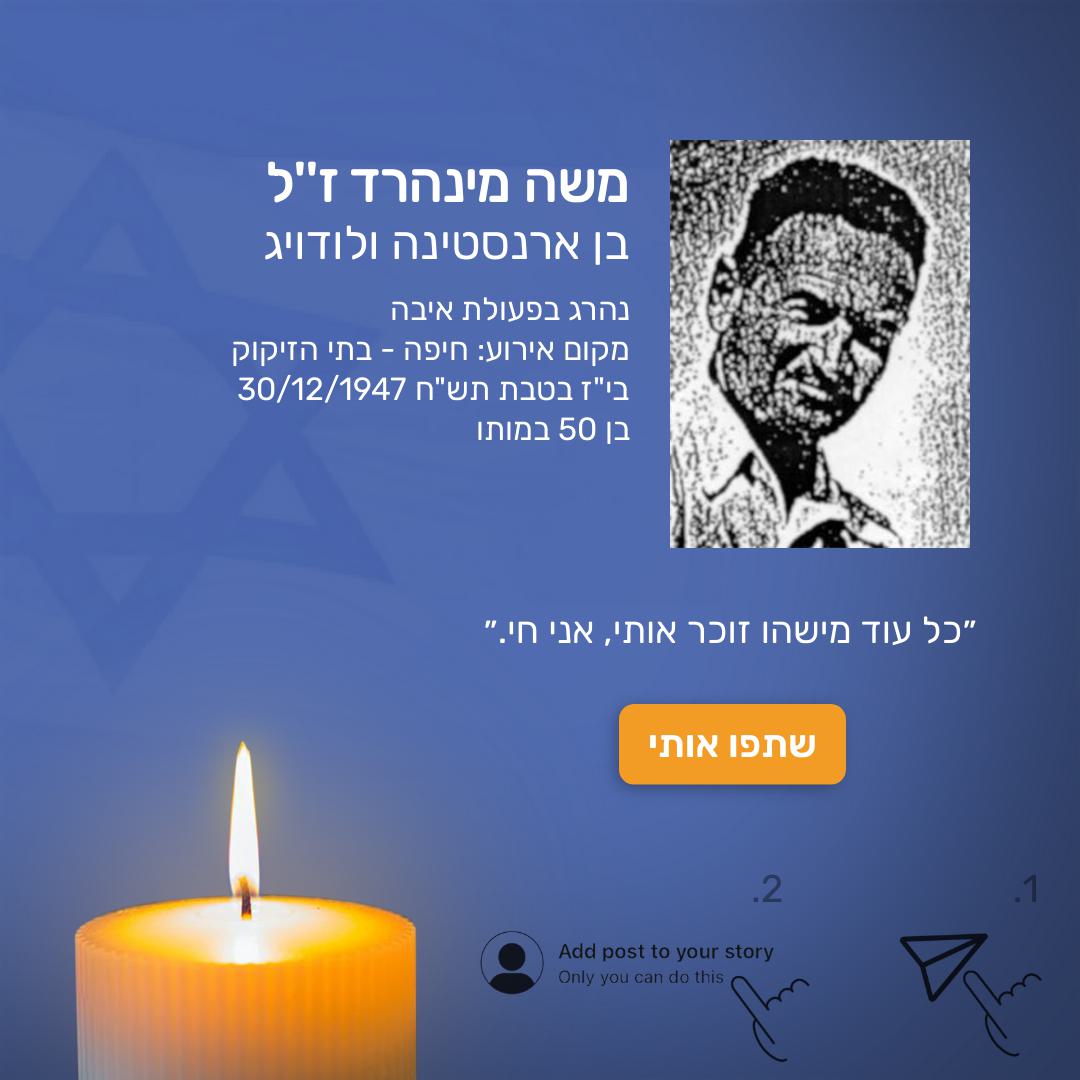 משה מינהרד ז"ל
בן ארנסטינה ולודויג
נהרג בפעולת איבה
מקום אירוע: חיפה - בתי הזיקוק
בי"ז בטבת תש"ח 30/12/1947
בן 50 במותו
״כל עוד מישהו זוכר אותי, אני חי.״
שתפו אותי
1.
2.
Add post to your story
Only you can do this